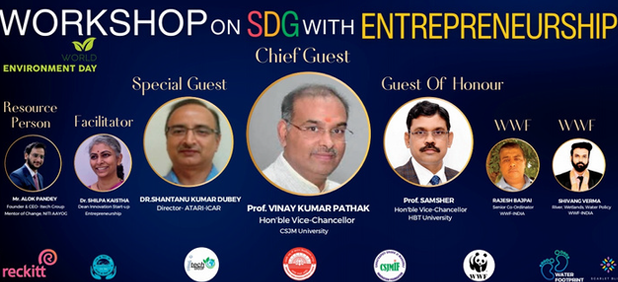 WORKSHOP ON SDG WITH ENTREPRENEURSHIP
WORLD
ENVIRONMENT DAY
Chief Guest
Special Guest
Guest Of Honour
Resource
Person
Facilitator
WWF
WWF
Mr. ALOK PANDEY
Founder & CEO- Itech Group
Mentor of Change, NITI-AAYOG
Dr. SHILPA KAISTHA
Dean Innovation Start-up
Entrepreneurship
DR.SHANTANU KUMAR DUBEY
Director- ATARI-ICAR
Prof. VINAY KUMAR PATHAK
Hon'ble Vice-Chancellor
CSJM University
Prof. SAMSHER
Hon'ble Vice-Chancellor
HBT University
RAJESH BAJPAI
Senior Co-Ordinator
WWF-INDIA
SHIVANG VERMA
River, Wetlands, Water Policy
WWF-INDIA
reckitt
itech
CSJMIF
WWF
WATER
FOOTPRINT